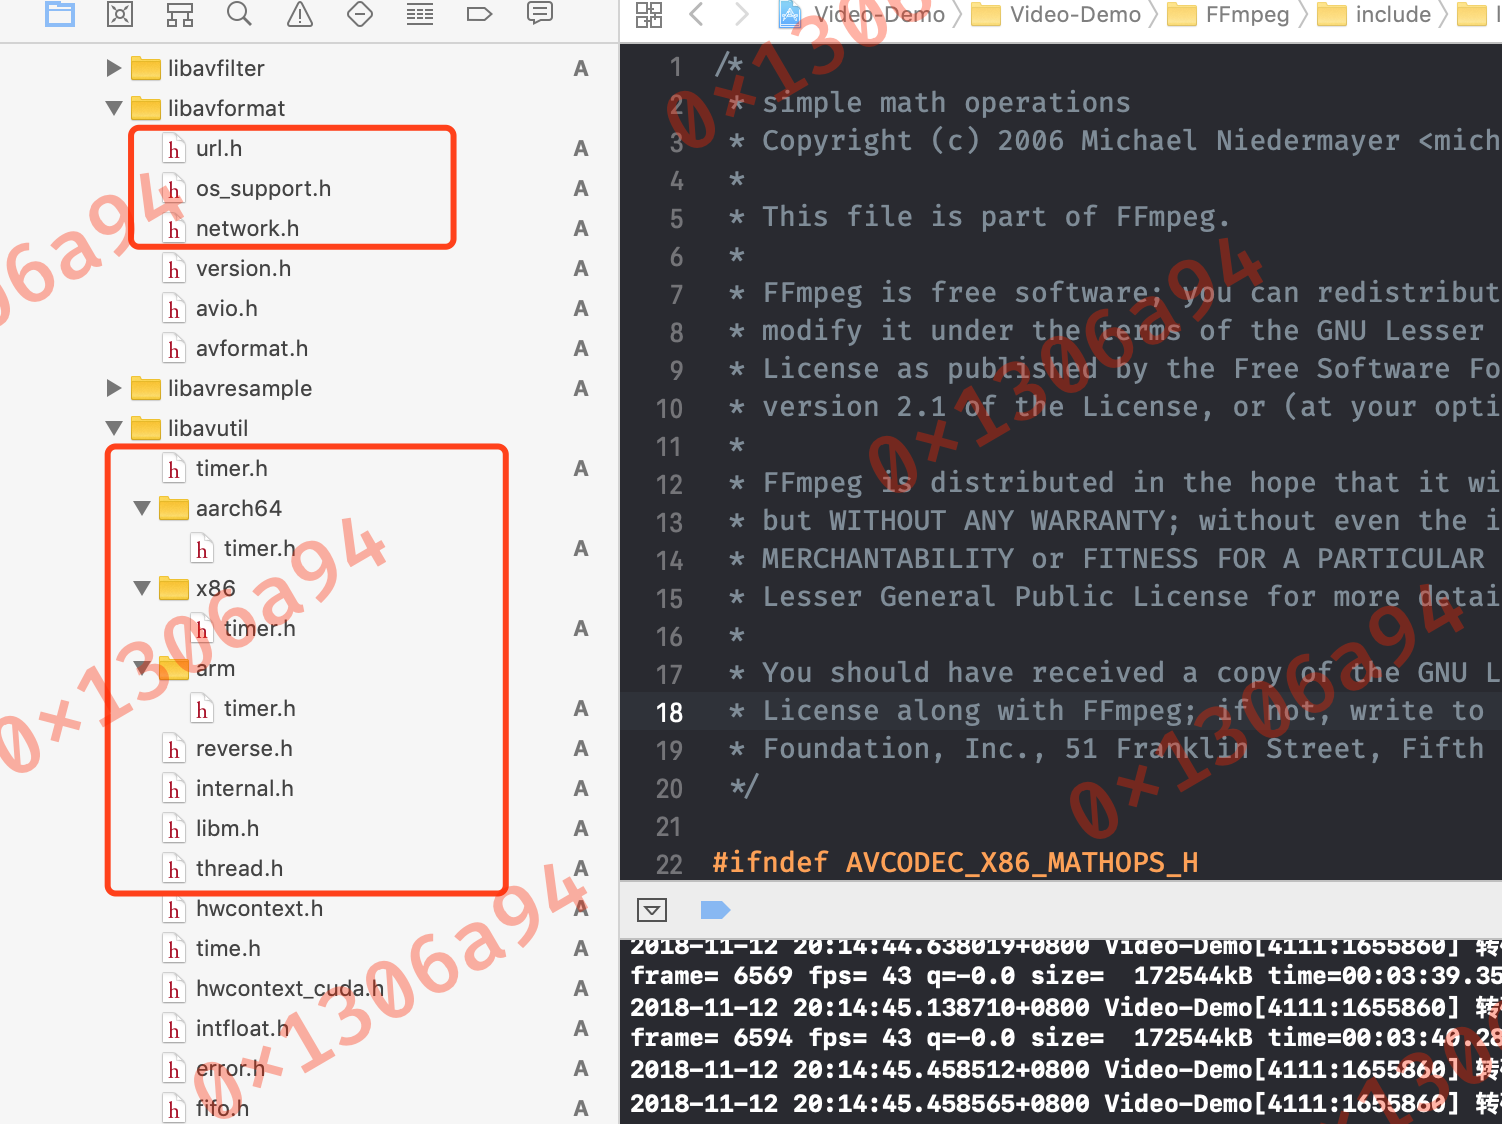 libavfilter A
libavformat
url.h A
os_support.h A
network.h A
version.h A
avio.h A
avformat.h A
libavresample A
libavutil
timer.h A
aarch64
timer.h A
x86
timer.h A
arm
timer.h A
reverse.h A
internal.h A
libm.h A
thread.h A
hwcontext.h A
time.h A
hwcontext_cuda.h A
intfloat.h A
error.h A
fifo.h A
Video-Demo Video-Demo FFmpeg include
1 /*
2 * simple math operations
3 * Copyright (c) 2006 Michael Niedermayer <mich
4 *
5 * This file is part of FFmpeg.
6 *
7 * FFmpeg is free software; you can redistribut
8 * modify it under the terms of the GNU Lesser
9 * License as published by the Free Software Fo
10 * version 2.1 of the License, or (at your opti
11 *
12 * FFmpeg is distributed in the hope that it wi
13 * but WITHOUT ANY WARRANTY; without even the i
14 * MERCHANTABILITY or FITNESS FOR A PARTICULAR
15 * Lesser General Public License for more detai
16 *
17 * You should have received a copy of the GNU L
18 * License along with FFmpeg; if not, write to
19 * Foundation, Inc., 51 Franklin Street, Fifth
20 */
21
22 #ifndef AVCODEC_X86_MATHOPS_H
2018-11-12 20:14:44.638019+0800 Video-Demo[4111:1655860] 转
frame= 6569 fps= 43 q=-0.0 size= 172544kB time=00:03:39.35
2018-11-12 20:14:45.138710+0800 Video-Demo[4111:1655860] 转
frame= 6594 fps= 43 q=-0.0 size= 172544kB time=00:03:40.28
2018-11-12 20:14:45.458512+0800 Video-Demo[4111:1655860] 转
2018-11-12 20:14:45.458565+0800 Video-Demo[4111:1655860] 转
0×1306a94
0×1306a94
0×1306a94
0×1306a94